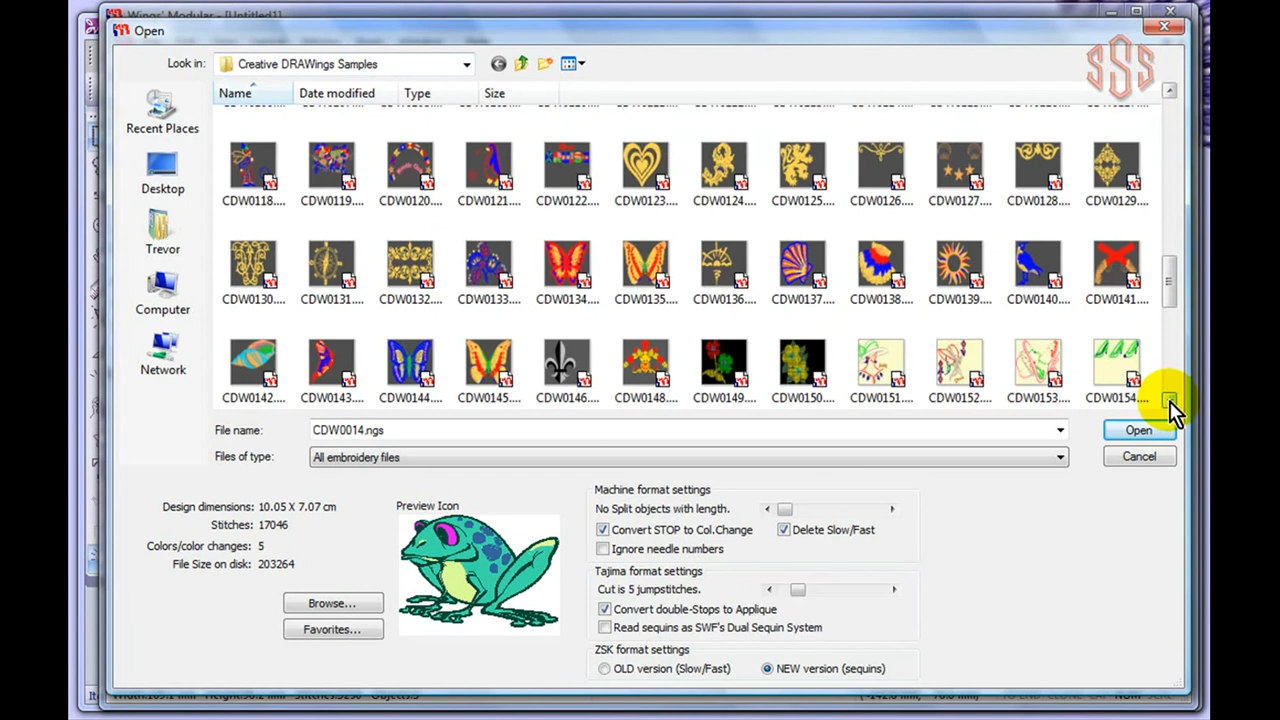 Wings' Modular - [Untitled1]
Open
SSS
Look in: Creative DRAWings Samples
Name Date modified Type Size
Recent Places
Desktop
Trevor
Computer
Network
CDW0118.... CDW0119.... CDW0120.... CDW0121.... CDW0122.... CDW0123.... CDW0124.... CDW0125.... CDW0126.... CDW0127.... CDW0128.... CDW0129....
CDW0130.... CDW0131.... CDW0132.... CDW0133.... CDW0134.... CDW0135.... CDW0136.... CDW0137.... CDW0138.... CDW0139.... CDW0140.... CDW0141....
CDW0142.... CDW0143.... CDW0144.... CDW0145.... CDW0146.... CDW0148.... CDW0149.... CDW0150.... CDW0151.... CDW0152.... CDW0153.... CDW0154....
File name: CDW0014.ngs Open
Files of type: All embroidery files Cancel
Design dimensions: 10.05 X 7.07 cm
Stitches: 17046
Colors/color changes: 5
File Size on disk: 203264
Browse...
Favorites...
Preview Icon
Machine format settings
No Split objects with length.
Convert STOP to Col.Change Delete Slow/Fast
Ignore needle numbers
Tajima format settings
Cut is 5 jumpstitches.
Convert double-Stops to Applique
Read sequins as SWF's Dual Sequin System
ZSK format settings
OLD version (Slow/Fast) NEW version (sequins)